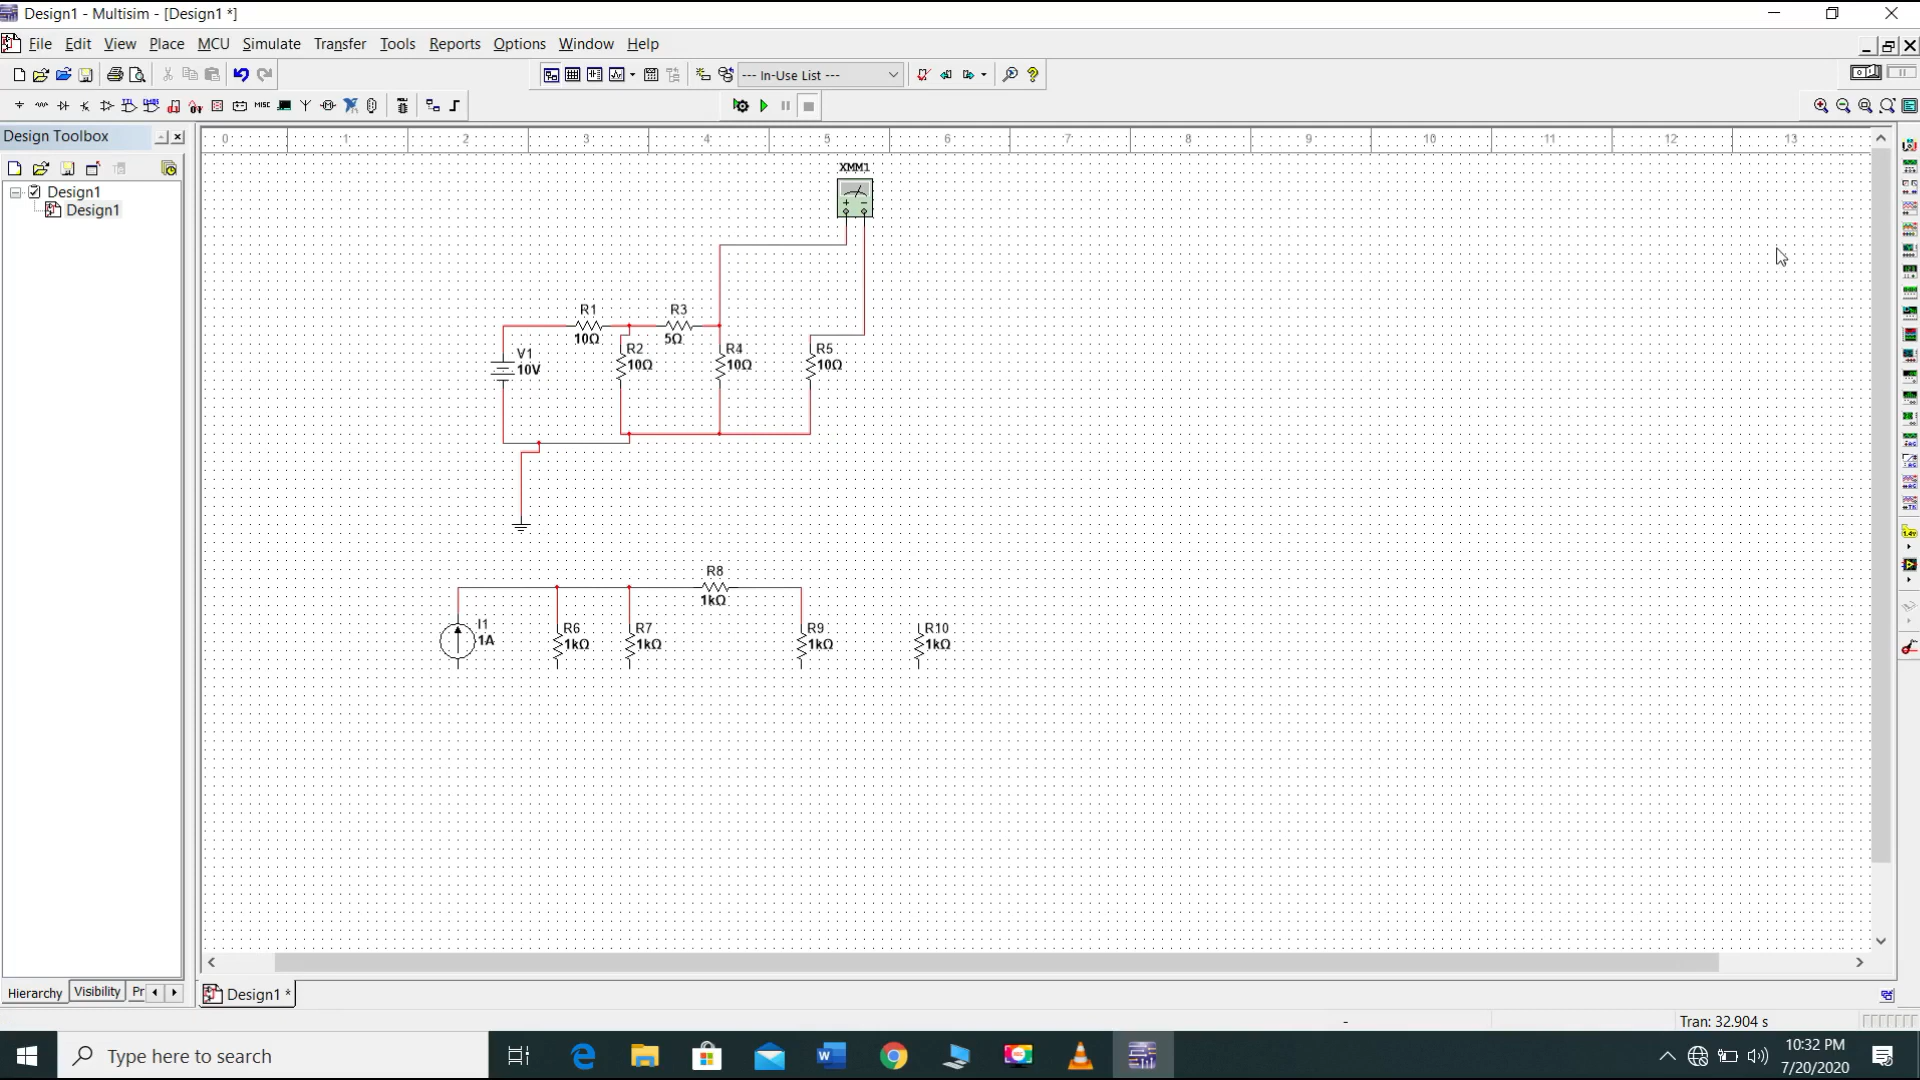 Design1 - Multisim - [Design1 *]
File Edit View Place MCU Simulate Transfer Tools Reports Options Window Help
--- In-Use List ---
MISC
Design Toolbox
0 1 2 3 4 5 6 7 8 9 10 11 12 13
Design1
Design1
XMM1
R1
10Ω
R3
5Ω
V1
10V
R2
10Ω
R4
10Ω
R5
10Ω
R8
1kΩ
I1
1A
R6
1kΩ
R7
1kΩ
R9
1kΩ
R10
1kΩ
Hierarchy Visibility Pr
Design1 *
Tran: 32.904 s
Type here to search
10:32 PM
7/20/2020